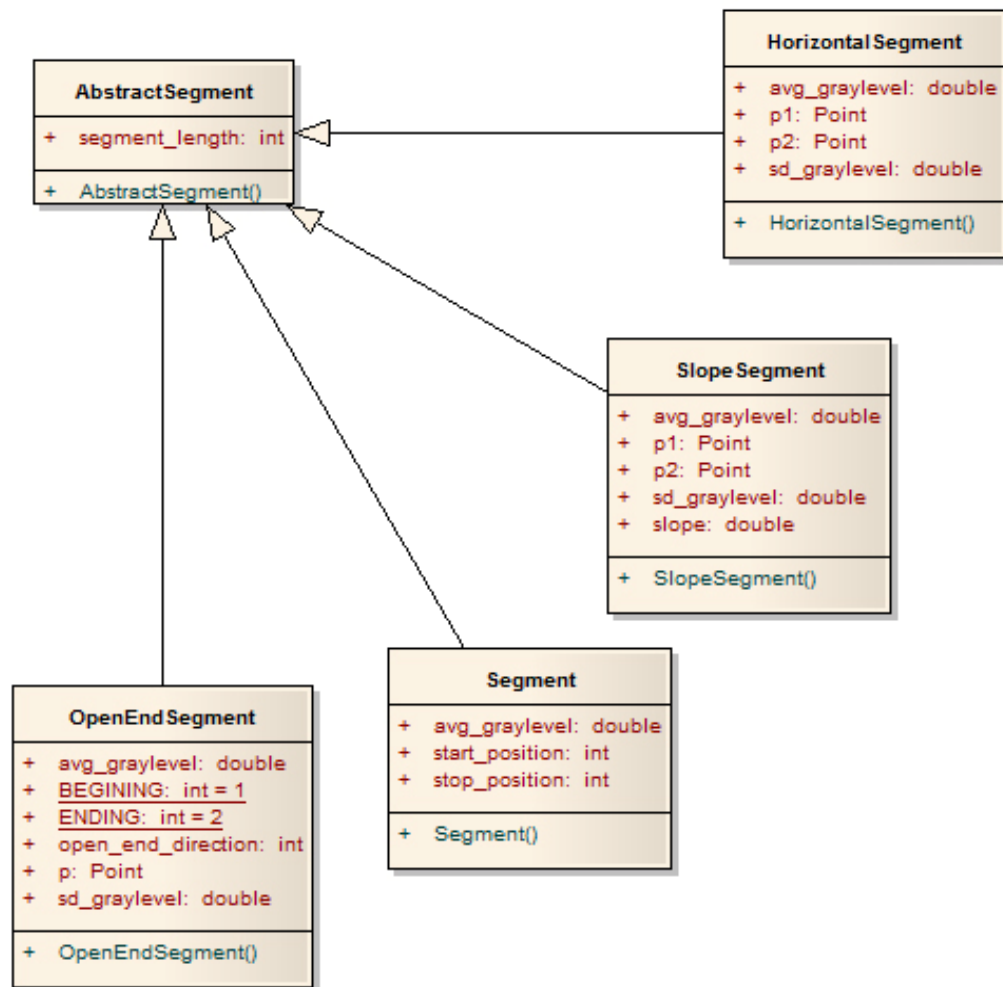 AbstractSegment
+ segment_length: int
+ AbstractSegment()
HorizontalSegment
+ avg_graylevel: double
+ p1: Point
+ p2: Point
+ sd_graylevel: double
+ HorizontalSegment()
SlopeSegment
+ avg_graylevel: double
+ p1: Point
+ p2: Point
+ sd_graylevel: double
+ slope: double
+ SlopeSegment()
Segment
+ avg_graylevel: double
+ start_position: int
+ stop_position: int
+ Segment()
OpenEndSegment
+ avg_graylevel: double
+ BEGINING: int = 1
+ ENDING: int = 2
+ open_end_direction: int
+ p: Point
+ sd_graylevel: double
+ OpenEndSegment()